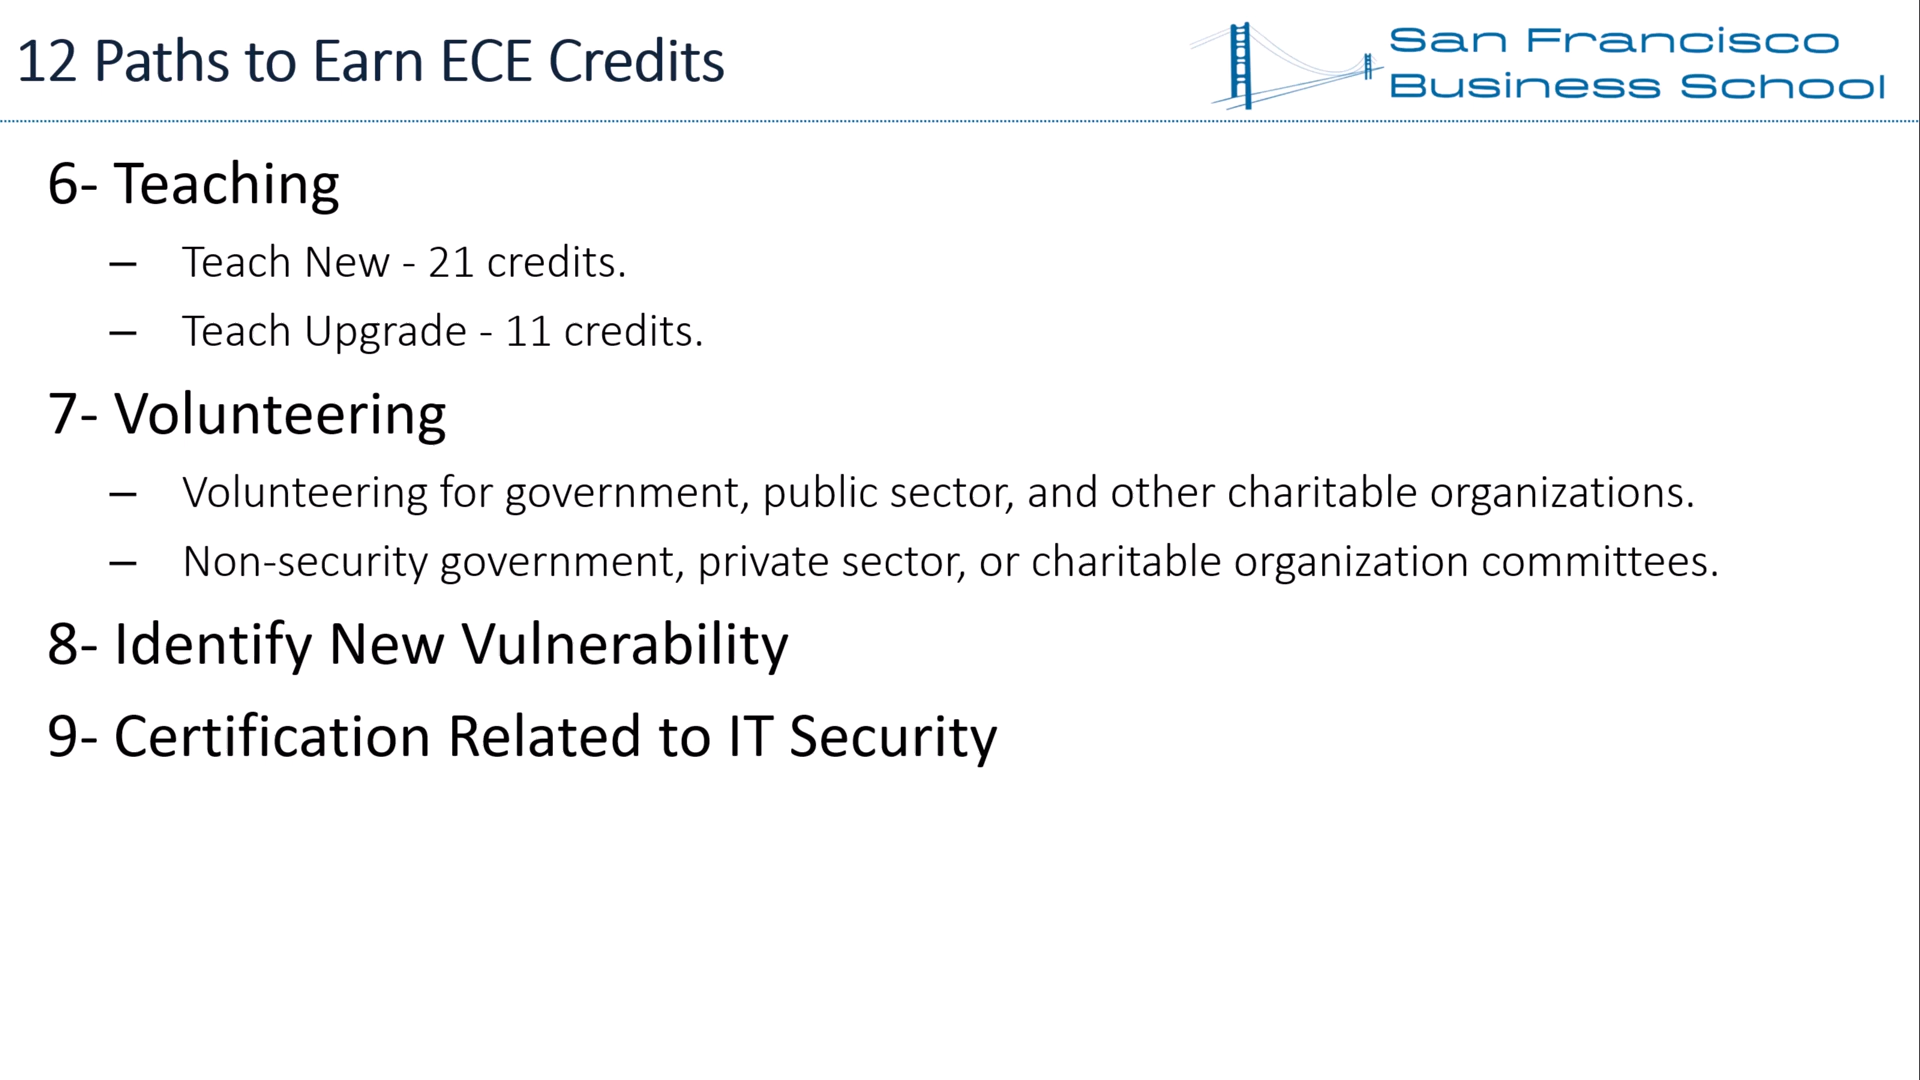 12 Paths to Earn ECE Credits
San Francisco
Business School
6- Teaching
– Teach New - 21 credits.
– Teach Upgrade - 11 credits.
7- Volunteering
– Volunteering for government, public sector, and other charitable organizations.
– Non-security government, private sector, or charitable organization committees.
8- Identify New Vulnerability
9- Certification Related to IT Security